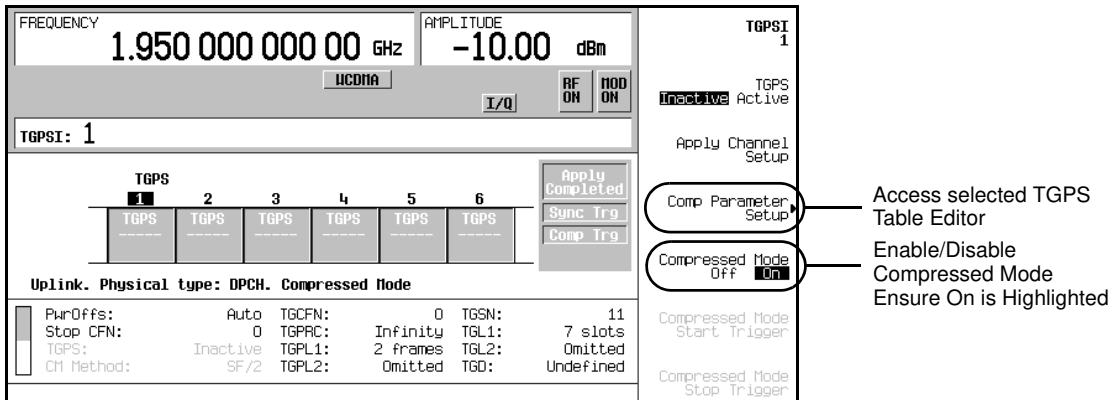 FREQUENCY
1.950 000 000 00 GHz
AMPLITUDE
-10.00 dBm
WCDMA
I/Q
RF ON
MOD ON
TGPSI: 1
TGPS
1 2 3 4 5 6
TGPS TGPS TGPS TGPS TGPS TGPS
----- ----- ----- ----- ----- -----
Apply Completed
Sync Trg
Comp Trg
Uplink. Physical type: DPCH. Compressed Mode
PwrOffs: Auto TGCFN: 0 TGSN: 11
Stop CFN: 0 TGPRC: Infinity TGL1: 7 slots
TGPS: Inactive TGPL1: 2 frames TGL2: Omitted
CM Method: SF/2 TGPL2: Omitted TGD: Undefined
TGPSI
1
TGPS
Inactive Active
Apply Channel
Setup
Comp Parameter
Setup
Compressed Mode
Off On
Compressed Mode
Start Trigger
Compressed Mode
Stop Trigger
Access selected TGPS
Table Editor
Enable/Disable
Compressed Mode
Ensure On is Highlighted